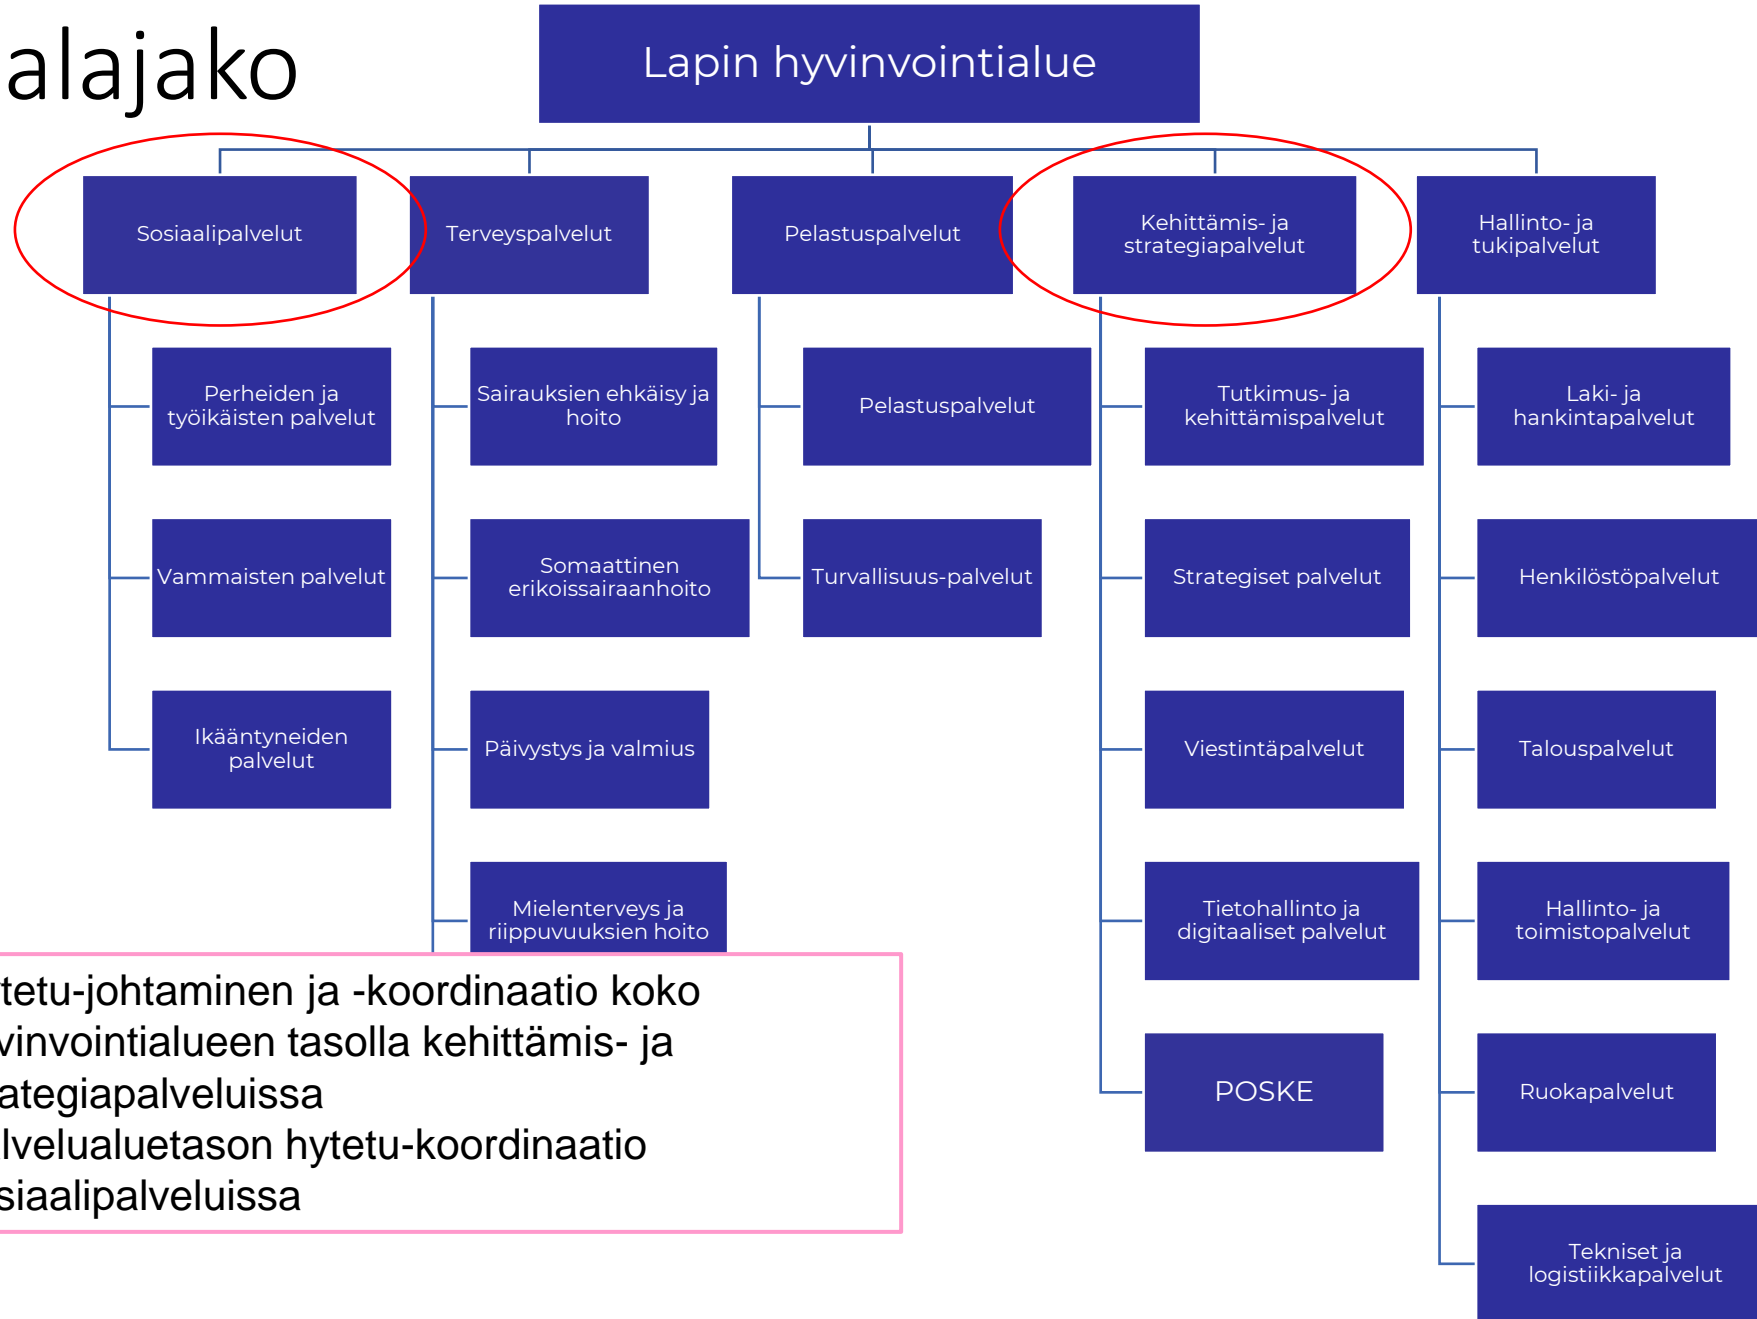 alajako
Lapin hyvinvointialue
Sosiaalipalvelut
Terveyspalvelut
Pelastuspalvelut
Kehittämis- ja
strategiapalvelut
Hallinto- ja
tukipalvelut
Perheiden ja
työikäisten palvelut
Vammaisten palvelut
Ikääntyneiden
palvelut
Sairauksien ehkäisy ja
hoito
Somaattinen
erikoissairaanhoito
Päivystys ja valmius
Mielenterveys ja
riippuvuuksien hoito
Pelastuspalvelut
Turvallisuus-palvelut
Tutkimus- ja
kehittämispalvelut
Strategiset palvelut
Viestintäpalvelut
Tietohallinto ja
digitaaliset palvelut
POSKE
Laki- ja
hankintapalvelut
Henkilöstöpalvelut
Talouspalvelut
Hallinto- ja
toimistopalvelut
Ruokapalvelut
Tekniset ja
logistiikkapalvelut
tetu-johtaminen ja -koordinaatio koko
vinvointialueen tasolla kehittämis- ja
ategiapalveluissa
lvelualuetason hytetu-koordinaatio
siaalipalveluissa